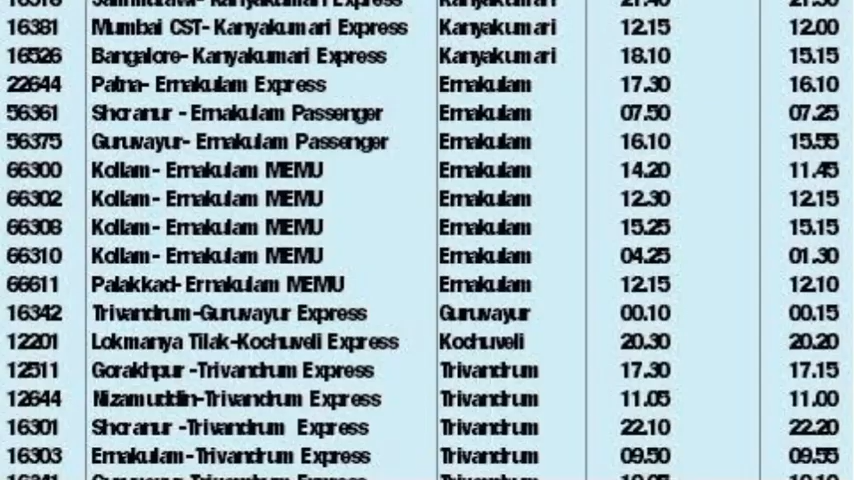 16381 Mumbai CST- Kanyakumari Express Kanyakumari 12.15 12.00
16526 Bangalore- Kanyakumari Express Kanyakumari 18.10 15.15
22644 Patna- Ernakulam Express Ernakulam 17.30 16.10
56361 Shoranur - Ernakulam Passenger Ernakulam 07.50 07.25
56375 Guruvayur- Ernakulam Passenger Ernakulam 16.10 15.55
66300 Kollam- Ernakulam MEMU Ernakulam 14.20 11.45
66302 Kollam- Ernakulam MEMU Ernakulam 12.30 12.15
66308 Kollam- Ernakulam MEMU Ernakulam 15.25 15.15
66310 Kollam- Ernakulam MEMU Ernakulam 04.25 01.30
66611 Palakkad- Ernakulam MEMU Ernakulam 12.15 12.10
16342 Trivandrum-Guruvayur Express Guruvayur 00.10 00.15
12201 Lokmanya Tilak-Kochuveli Express Kochuveli 20.30 20.20
12511 Gorakhpur -Trivandrum Express Trivandrum 17.30 17.15
12644 Nizamuddin-Trivandrum Express Trivandrum 11.05 11.00
16301 Shoranur -Trivandrum Express Trivandrum 22.10 22.20
16303 Ernakulam-Trivandrum Express Trivandrum 09.50 09.55